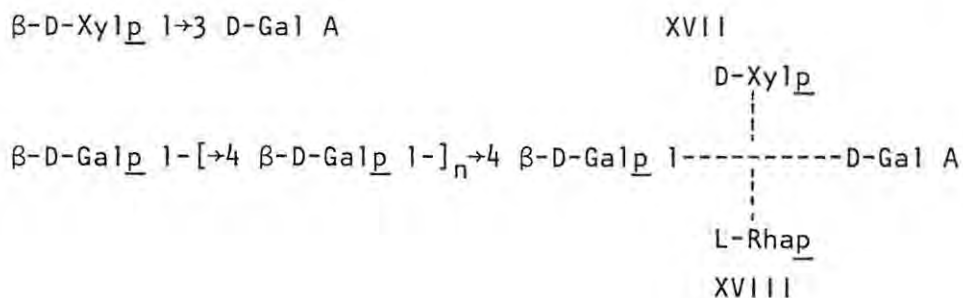 β-D-Xylp 1→3 D-Gal A XVII
D-Xylp
β-D-Galp 1-[→4 β-D-Galp 1-]n→4 β-D-Galp 1---------------D-Gal A
L-Rhap
XVIII